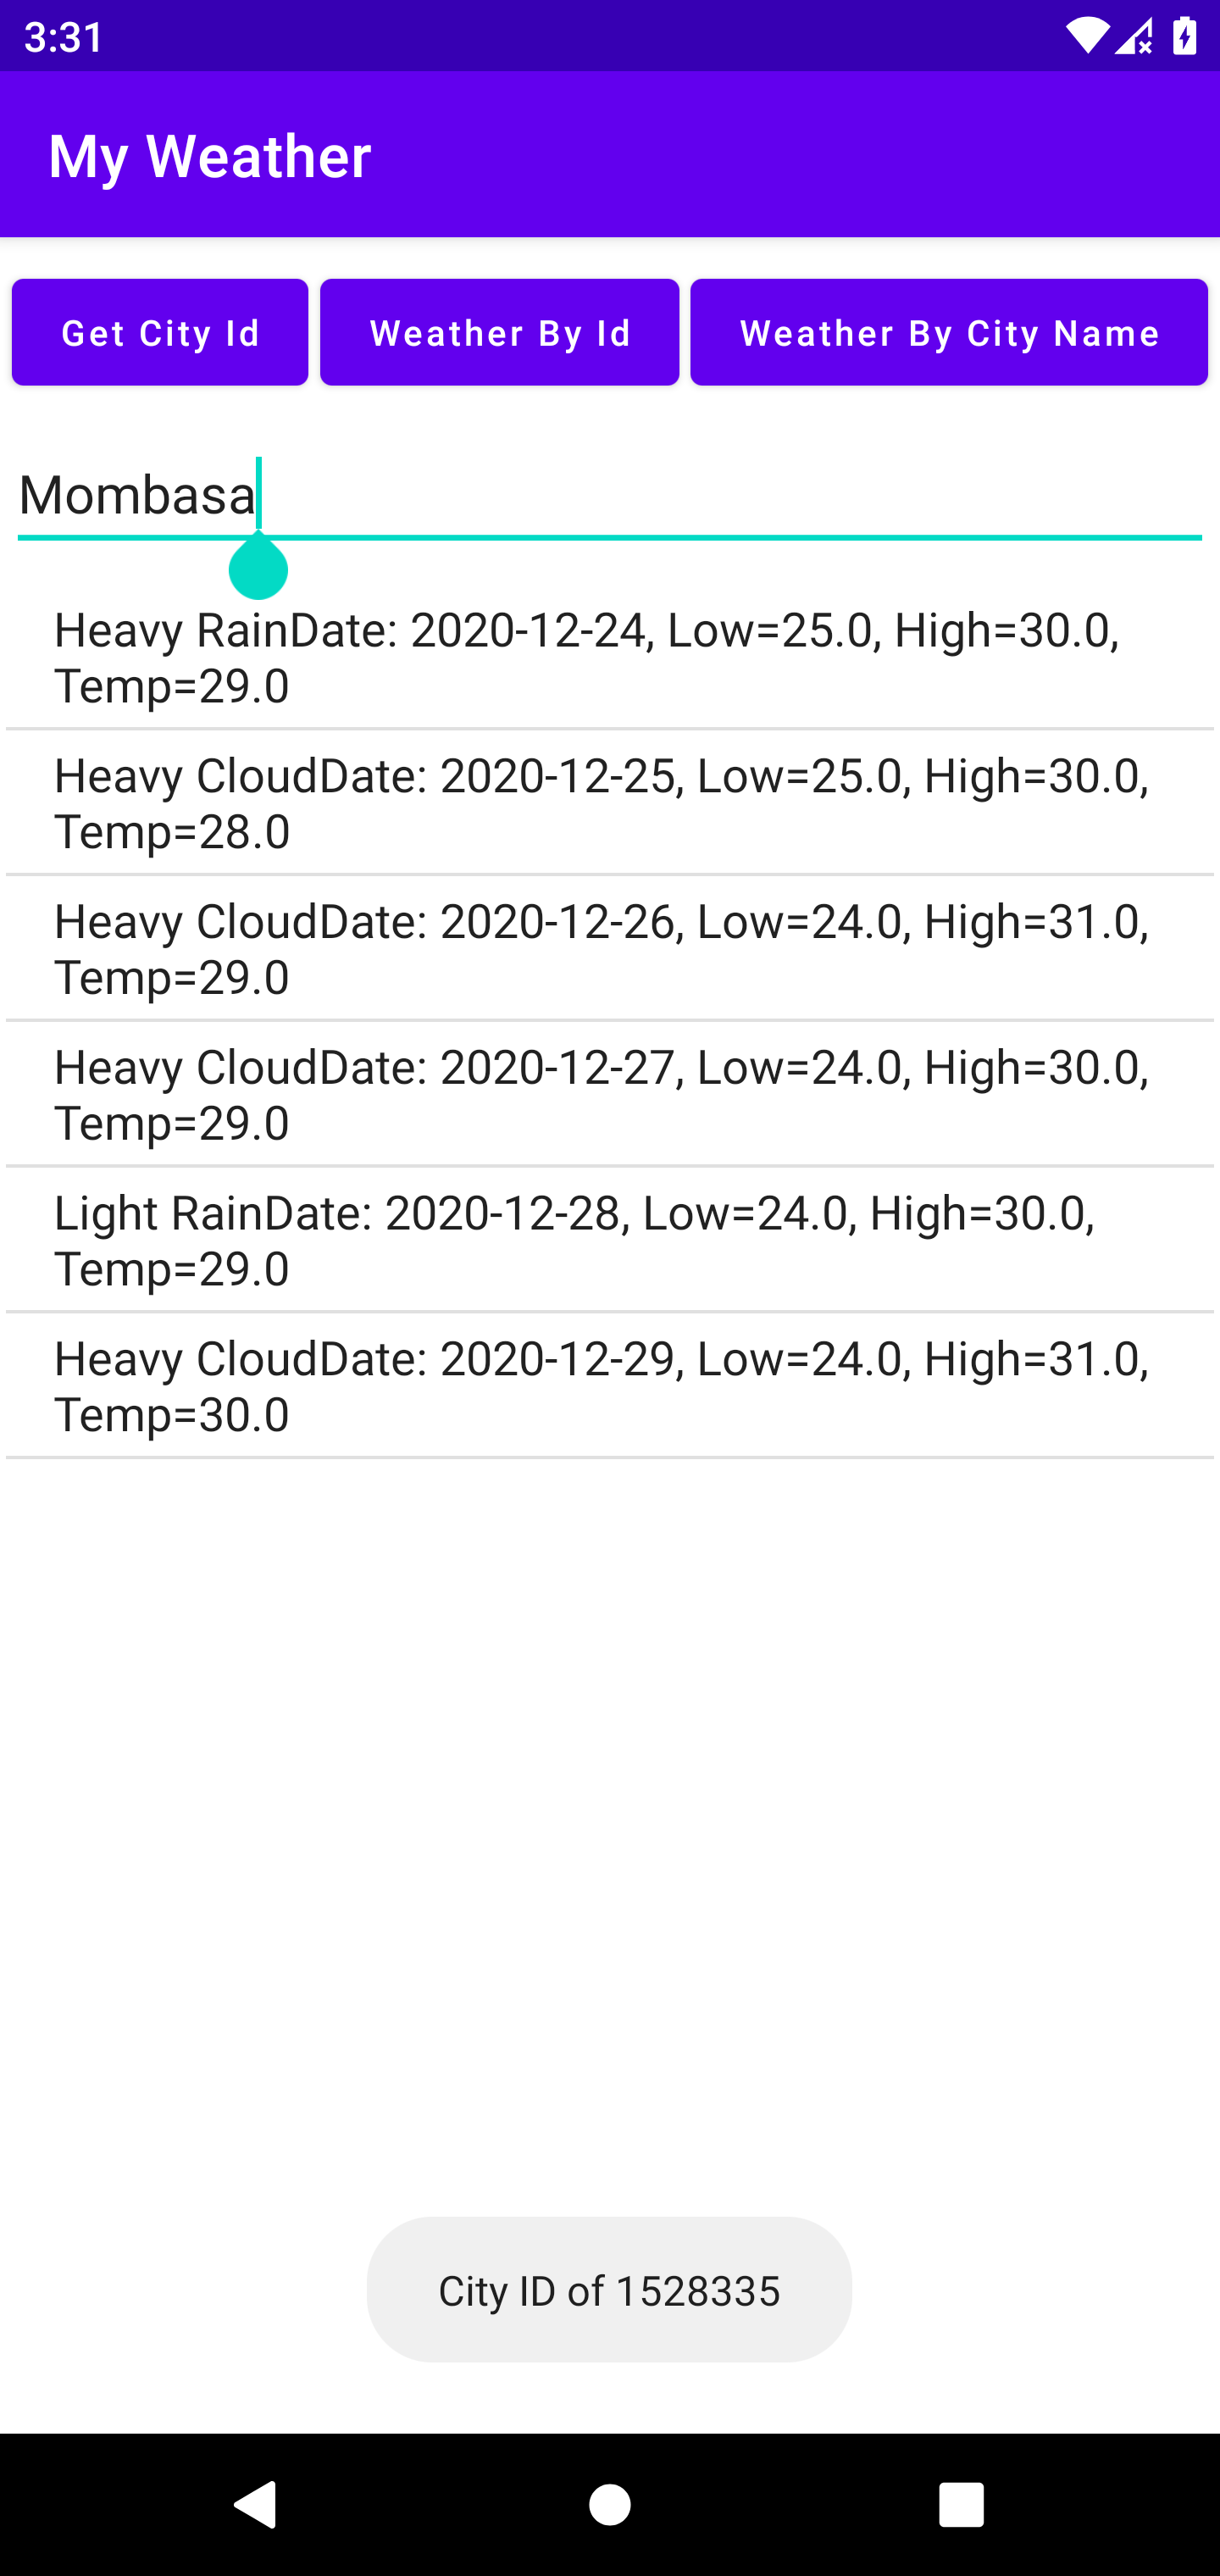 3:31
My Weather
Get City Id
Weather By Id
Weather By City Name
Mombasa
Heavy RainDate: 2020-12-24, Low=25.0, High=30.0,
Temp=29.0
Heavy CloudDate: 2020-12-25, Low=25.0, High=30.0,
Temp=28.0
Heavy CloudDate: 2020-12-26, Low=24.0, High=31.0,
Temp=29.0
Heavy CloudDate: 2020-12-27, Low=24.0, High=30.0,
Temp=29.0
Light RainDate: 2020-12-28, Low=24.0, High=30.0,
Temp=29.0
Heavy CloudDate: 2020-12-29, Low=24.0, High=31.0,
Temp=30.0
City ID of 1528335